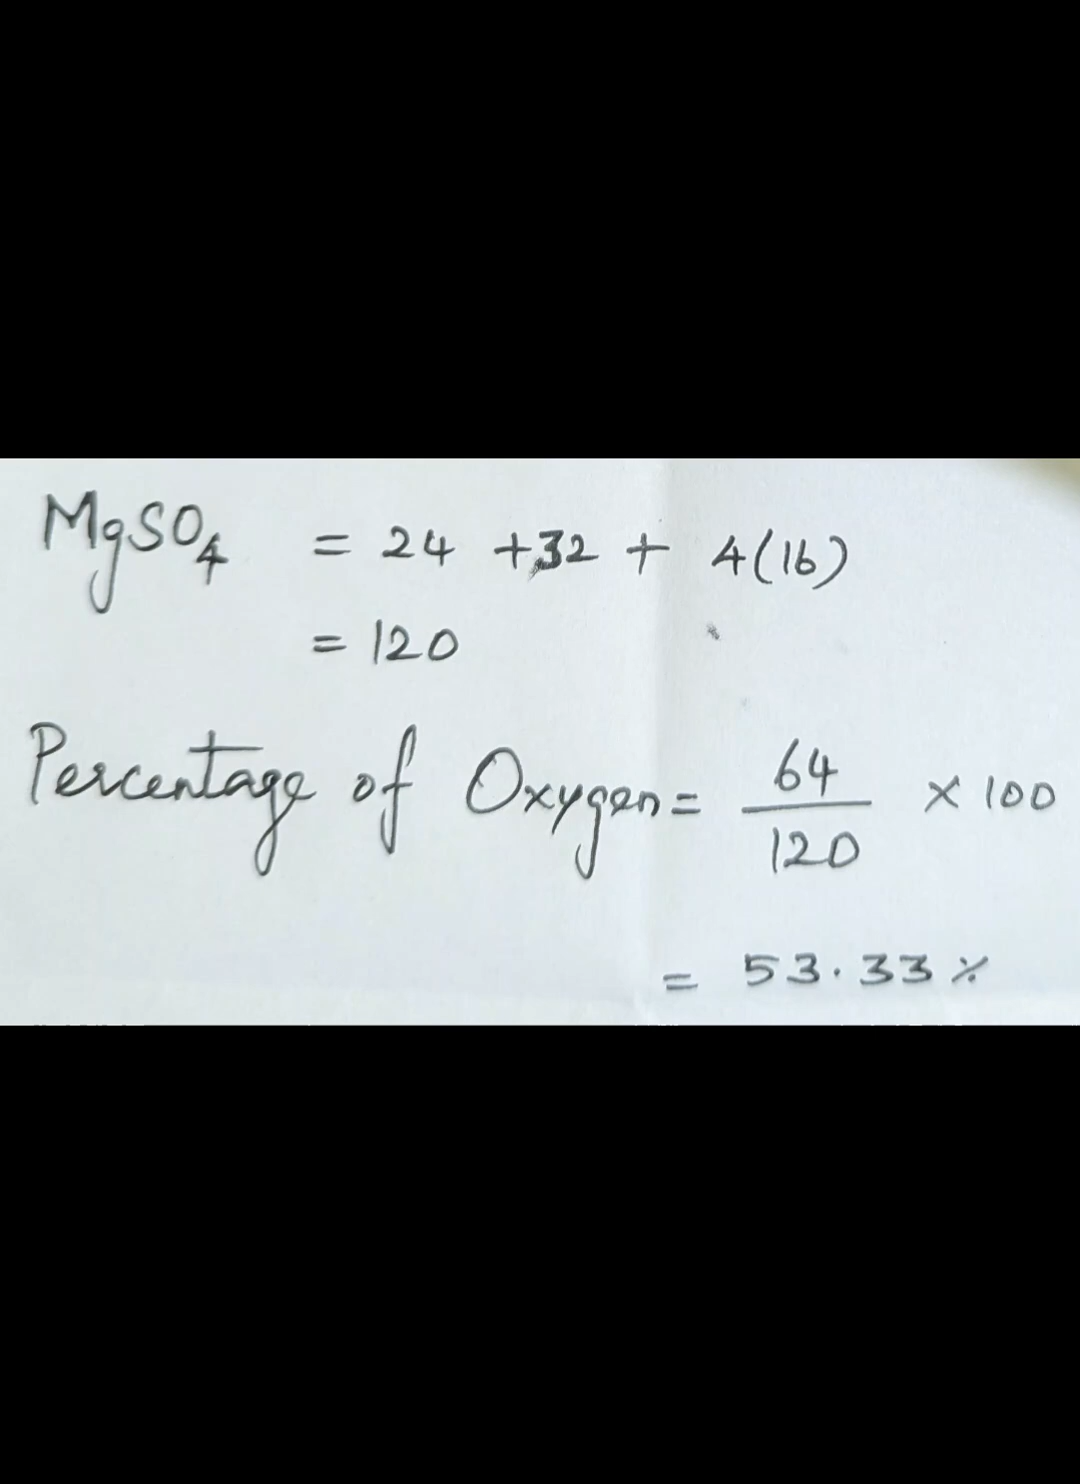 MgSO₄ = 24 + 32 + 4(16)
= 120
Percentage of Oxygen = 64/120 × 100
= 53.33%